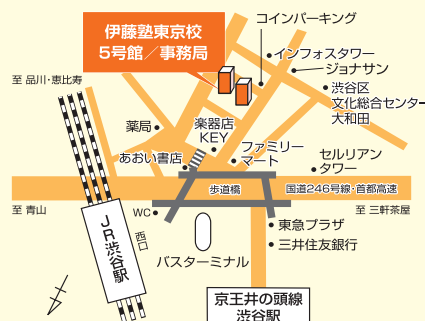 コインパーキング
伊藤塾東京校
5号館／事務局
インフォスタワー
ジョナサン
至 品川・恵比寿
渋谷区
文化総合センター
大和田
薬局
楽器店
KEY
あおい書店
ファミリー
マート
セルリアン
タワー
歩道橋
国道246号線・首都高速
至 青山
WC
至 三軒茶屋
JR渋谷駅
西口
東急プラザ
三井住友銀行
バスターミナル
京王井の頭線
渋谷駅